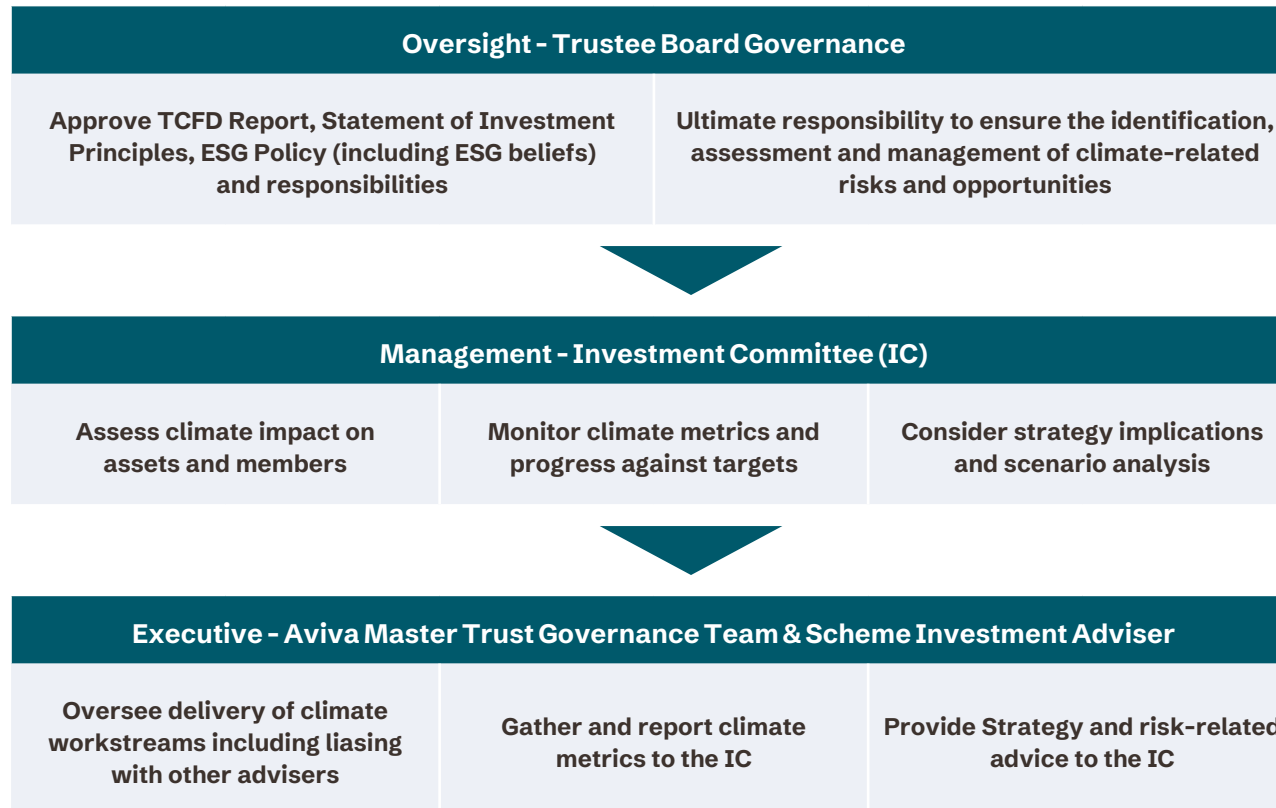 Oversight - Trustee Board Governance
Approve TCFD Report, Statement of Investment
Principles, ESG Policy (including ESG beliefs)
and responsibilities
Ultimate responsibility to ensure the identification,
assessment and management of climate-related
risks and opportunities
Management - Investment Committee (IC)
Assess climate impact on
assets and members
Monitor climate metrics and
progress against targets
Consider strategy implications
and scenario analysis
Executive - Aviva Master Trust Governance Team & Scheme Investment Adviser
Oversee delivery of climate
workstreams including liasing
with other advisers
Gather and report climate
metrics to the IC
Provide Strategy and risk-related
advice to the IC